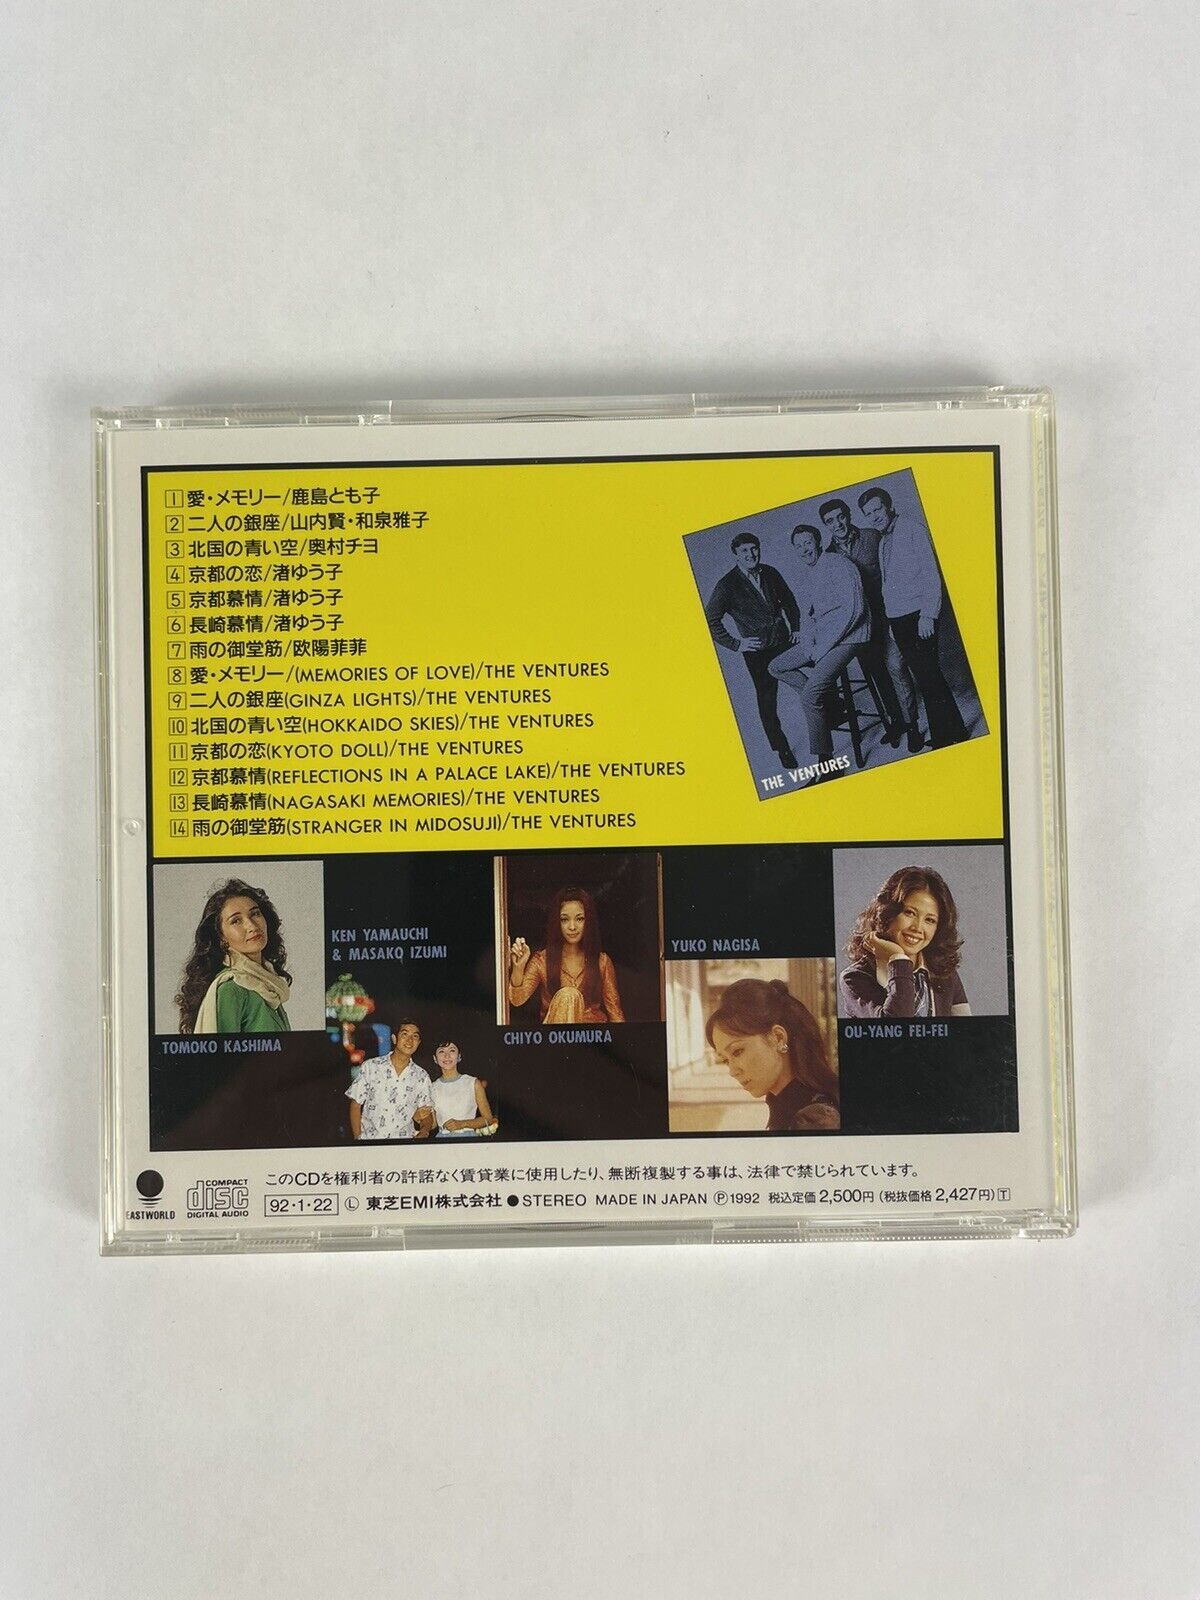 1 愛・メモリー/鹿島とも子
2 二人の銀座/山内賢・和泉雅子
3 北国の青い空/奥村チヨ
4 京都の恋/渚ゆう子
5 京都慕情/渚ゆう子
6 長崎慕情/渚ゆう子
7 雨の御堂筋/欧陽菲菲
8 愛・メモリー/(MEMORIES OF LOVE)/THE VENTURES
9 二人の銀座(GINZA LIGHTS)/THE VENTURES
10 北国の青い空(HOKKAIDO SKIES)/THE VENTURES
11 京都の恋(KYOTO DOLL)/THE VENTURES
12 京都慕情(REFLECTIONS IN A PALACE LAKE)/THE VENTURES
13 長崎慕情(NAGASAKI MEMORIES)/THE VENTURES
14 雨の御堂筋(STRANGER IN MIDOSUJI)/THE VENTURES
THE VENTURES
TOMOKO KASHIMA
KEN YAMAUCHI
& MASAKO IZUMI
CHIYO OKUMURA
YUKO NAGISA
OU-YANG FEI-FEI
EASTWORLD
COMPACT
disc
DIGITAL AUDIO
このCDを権利者の許諾なく賃貸業に使用したり、無断複製する事は、法律で禁じられています。
92・1・22 Ⓛ 東芝EMI株式会社 ●STEREO MADE IN JAPAN Ⓟ1992 税込定価2,500円(税抜価格2,427円) T